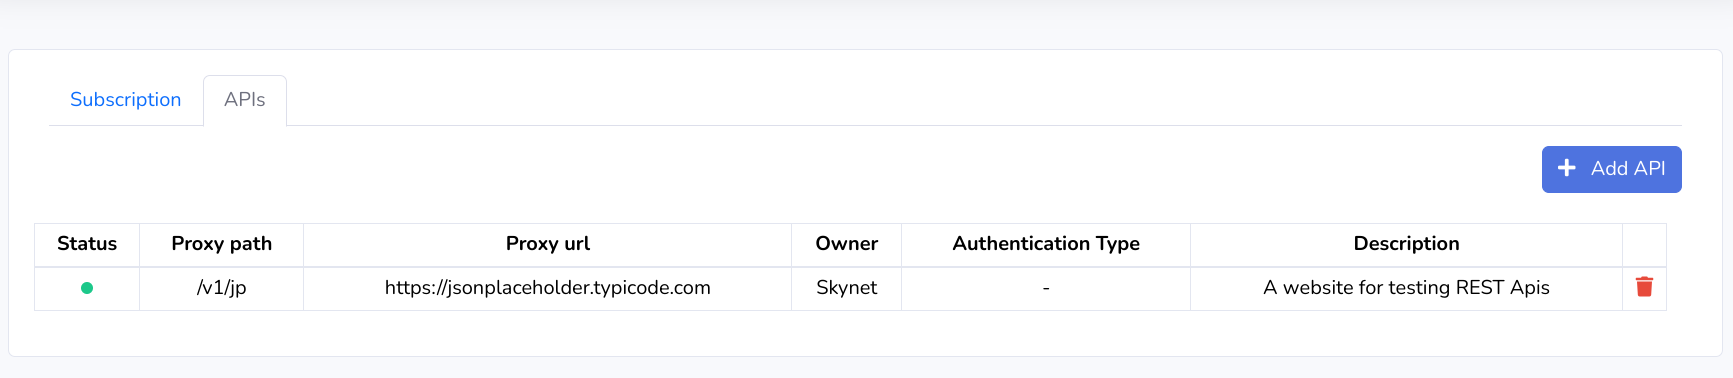 Subscription APIs
Add API
Status Proxy path Proxy url Owner Authentication Type Description
/v1/jp https://jsonplaceholder.typicode.com Skynet - A website for testing REST Apis